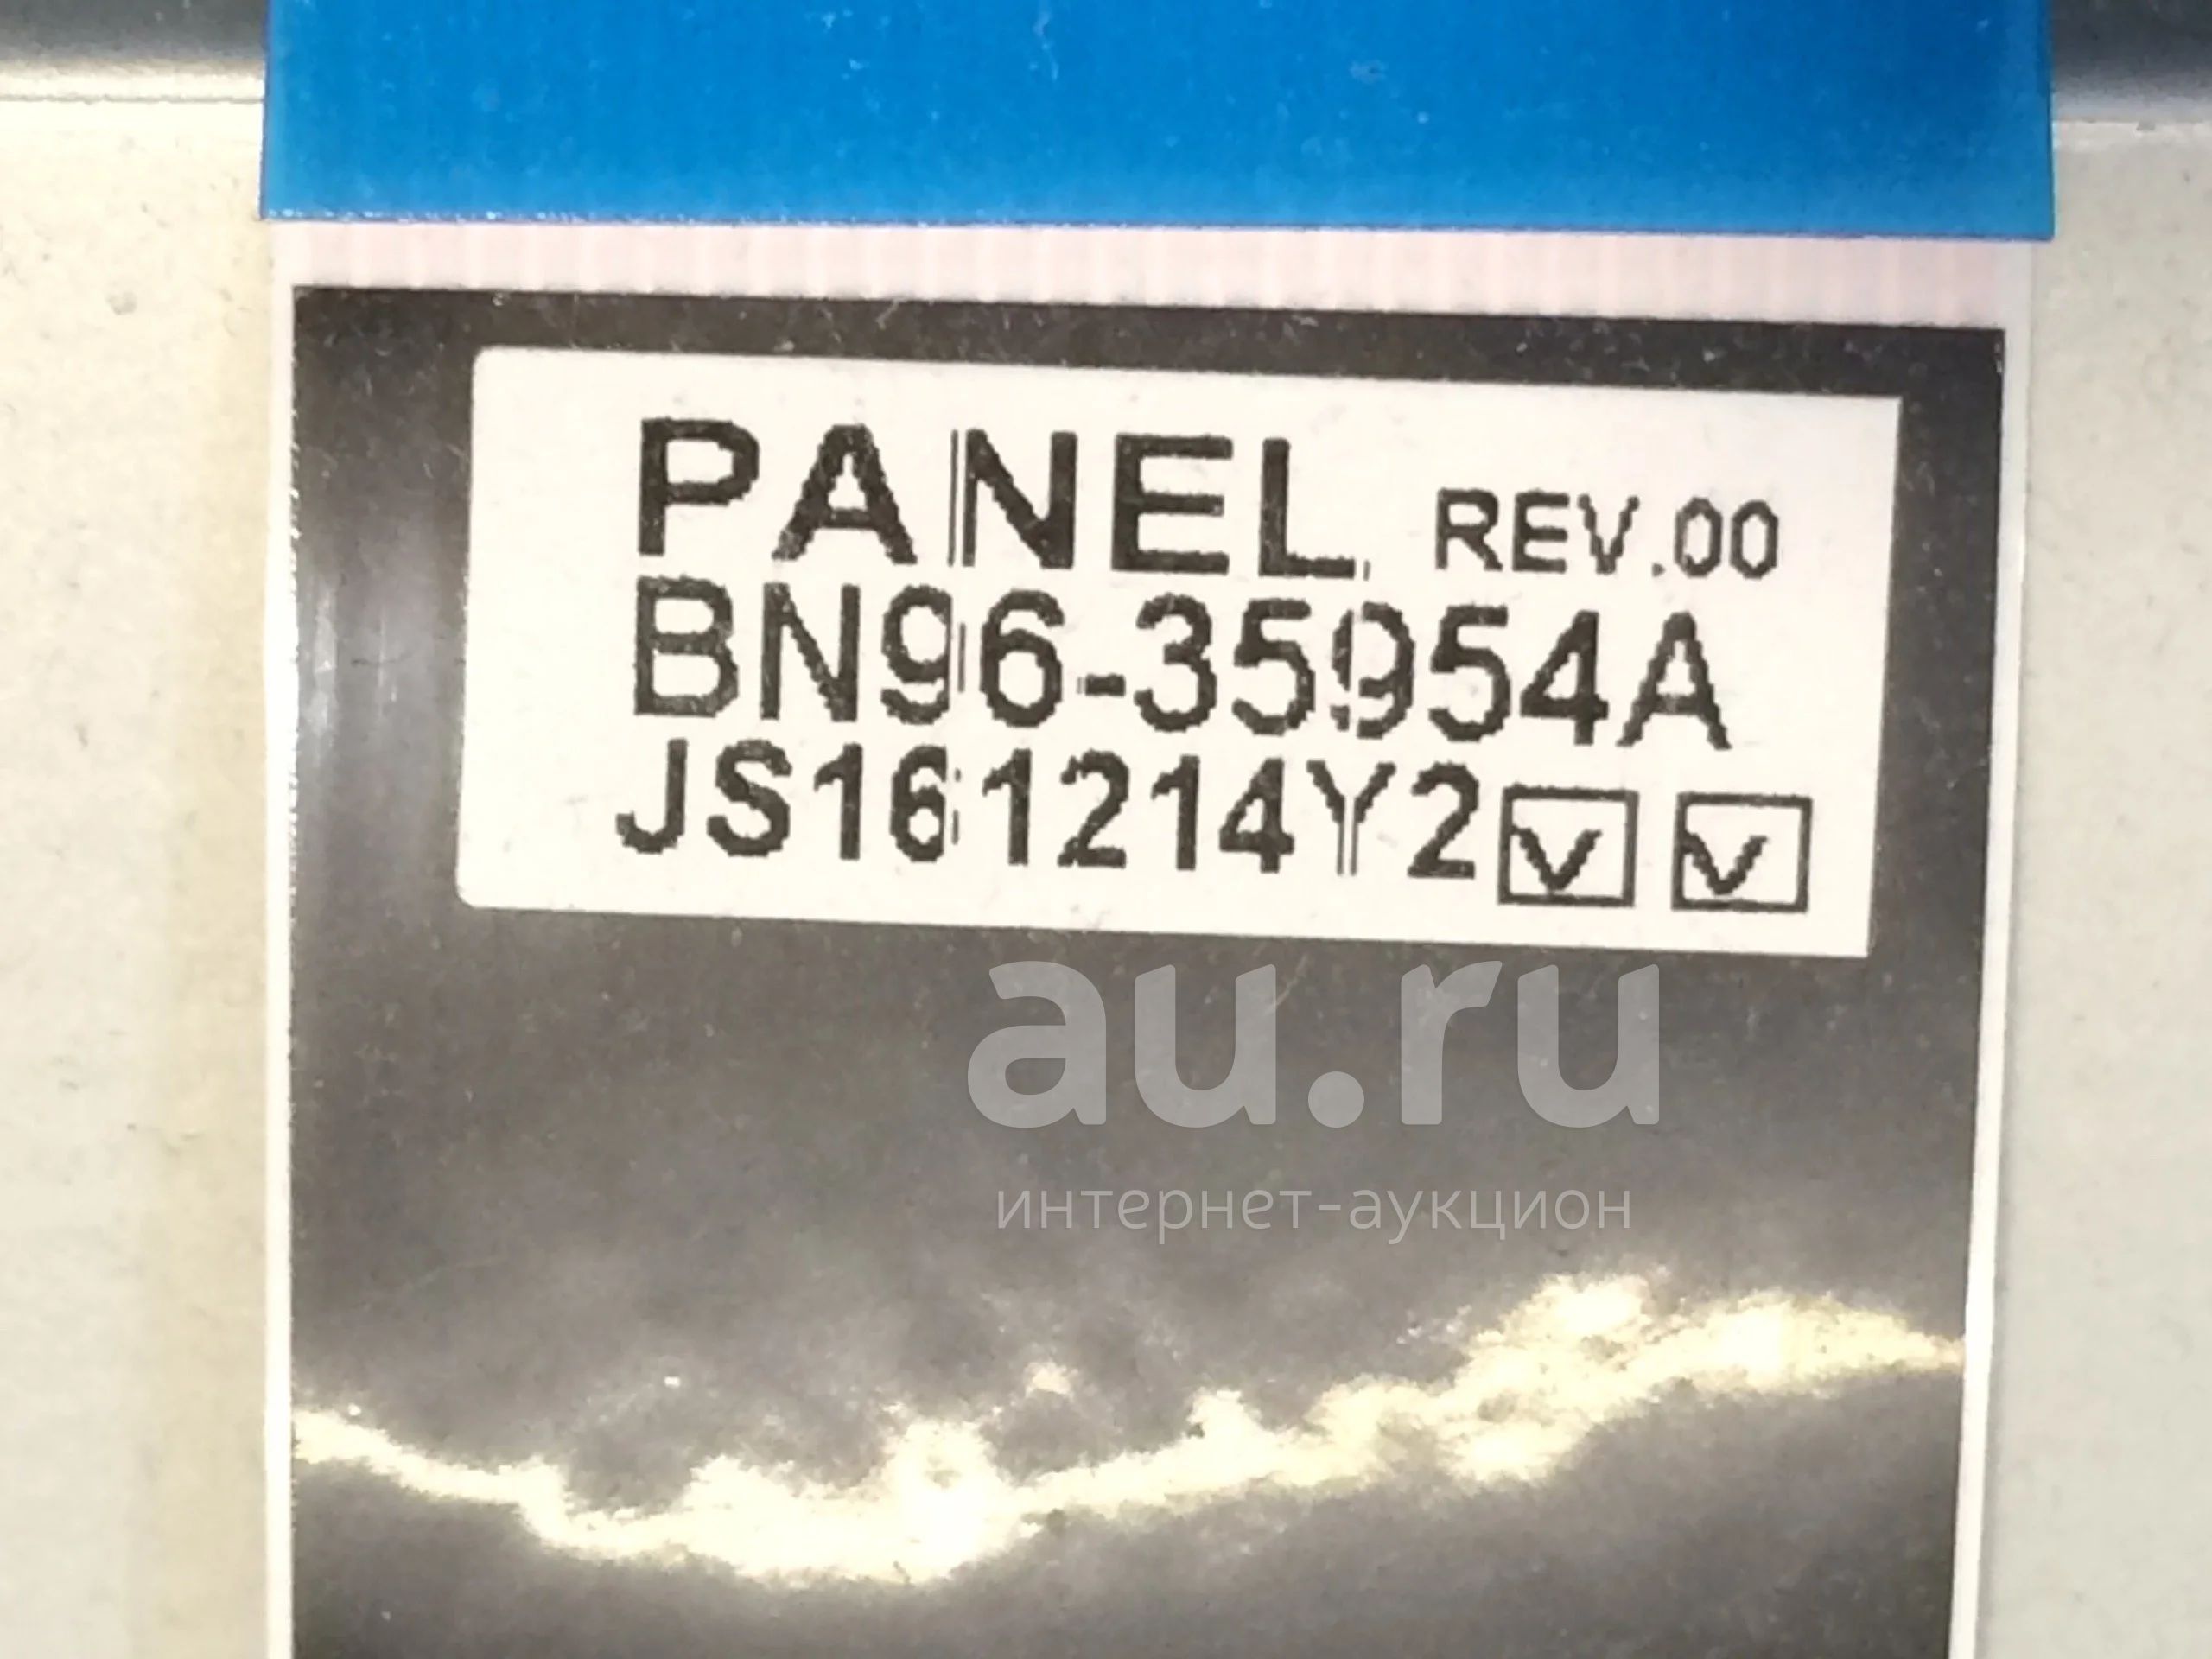 PANEL REV.00
BN96-35954A
JS161214Y2 V V
au.ru
интернет-аукцион